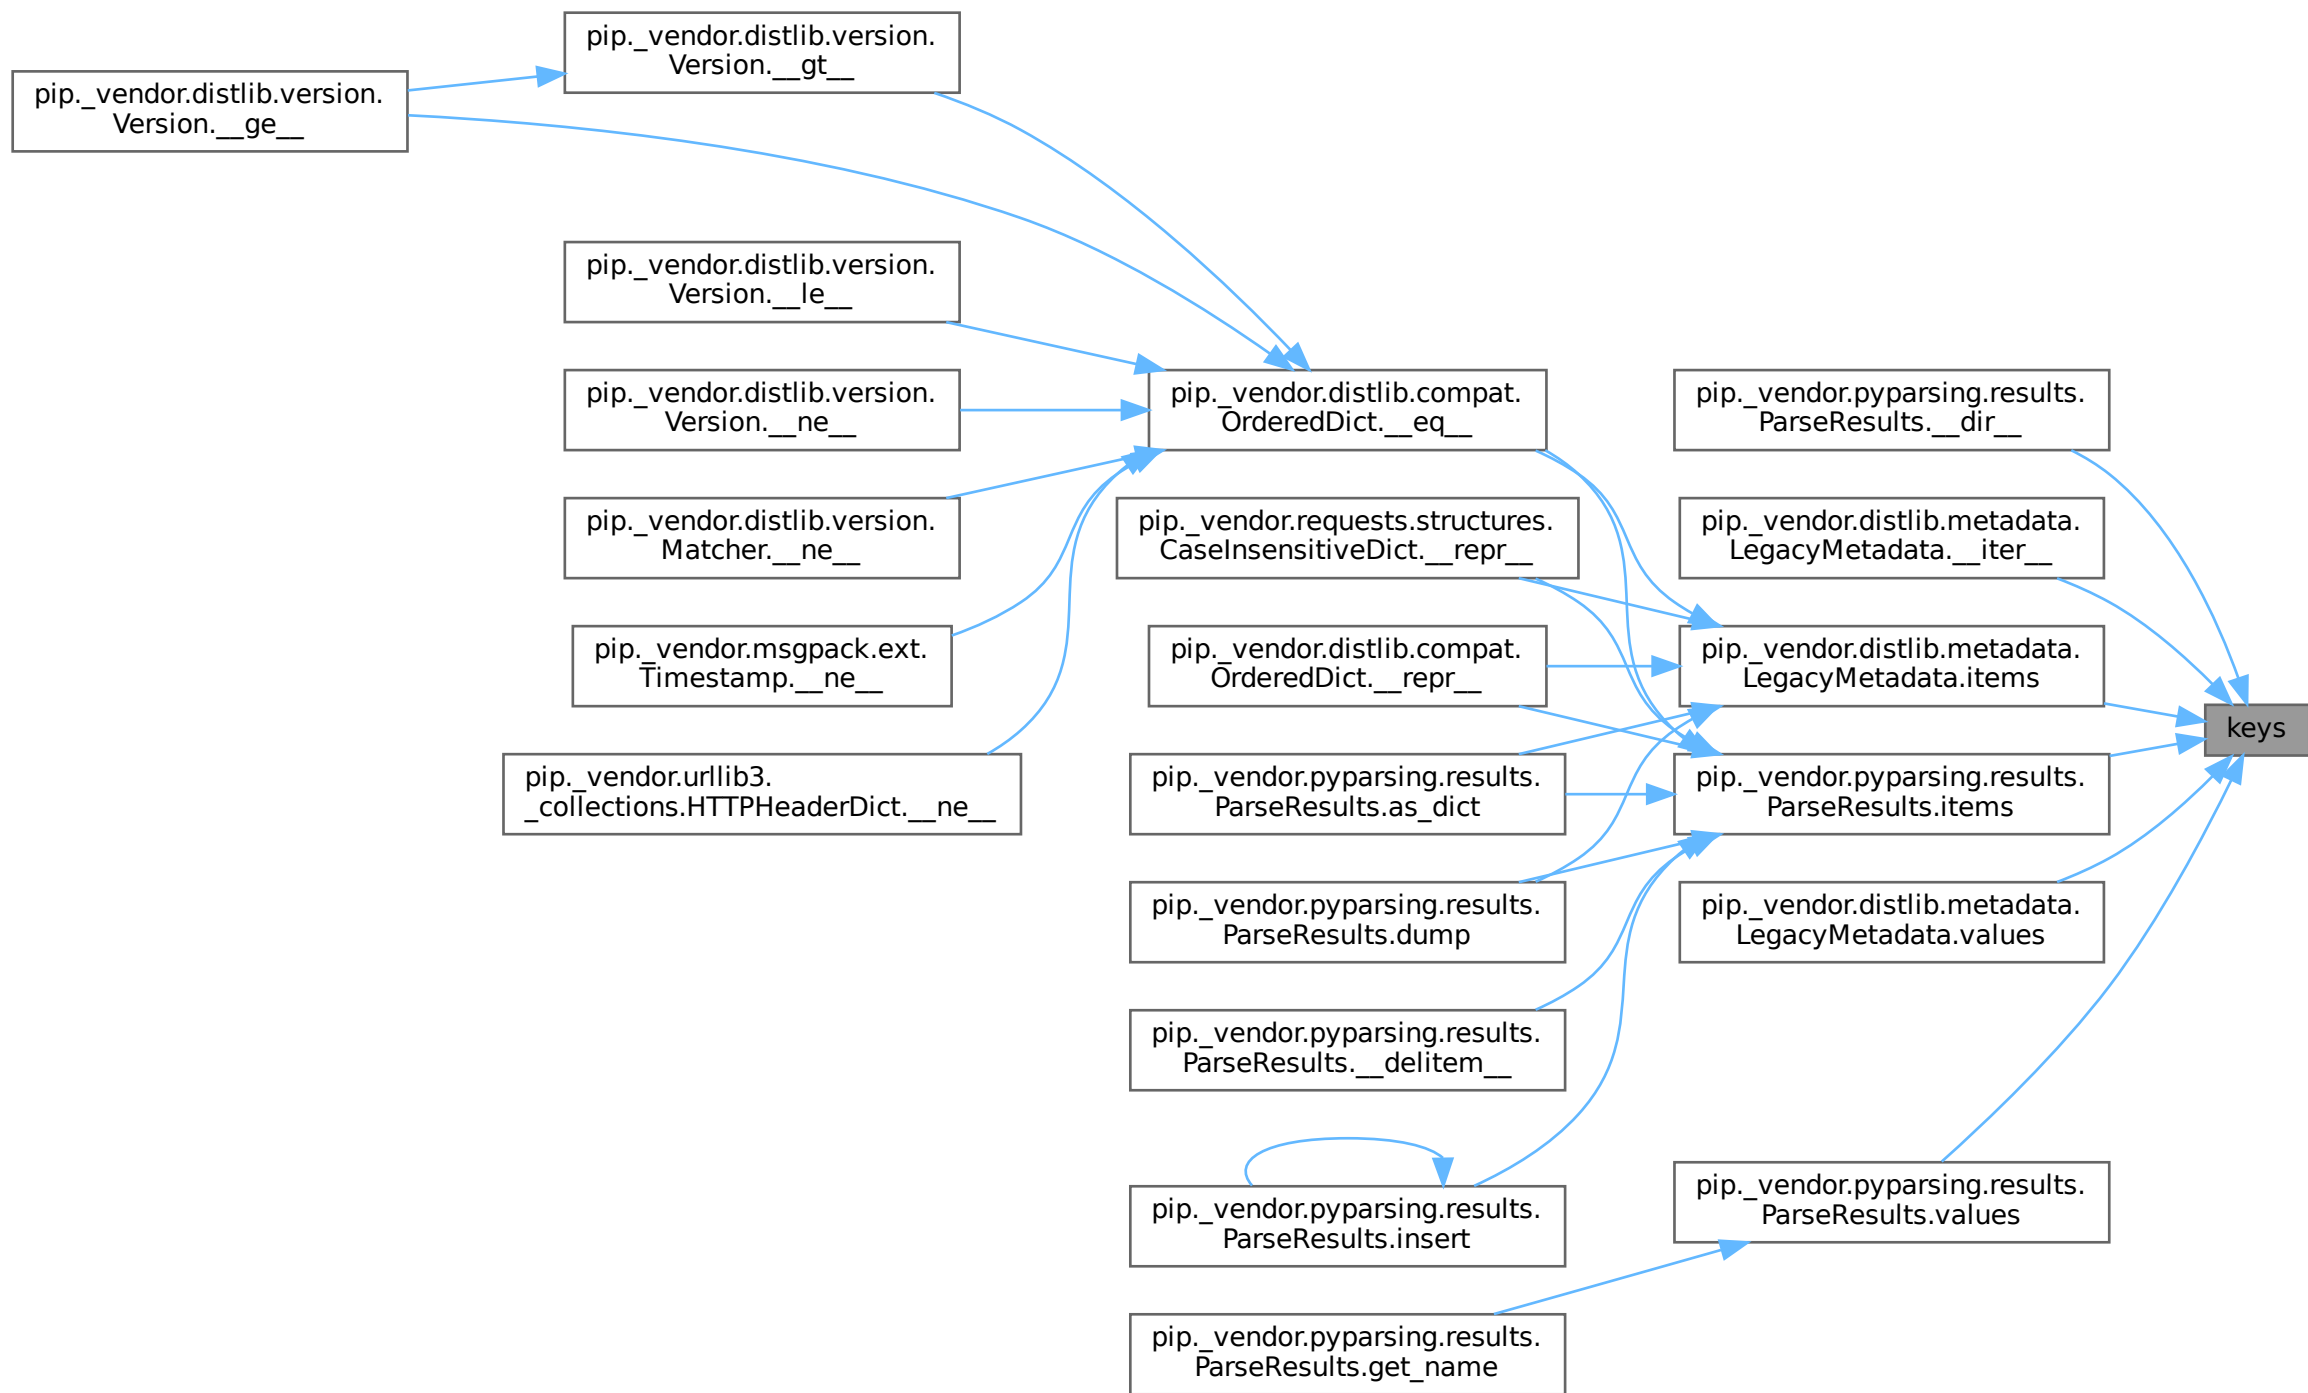 pip._vendor.distlib.version.
Version.__gt__
pip._vendor.distlib.version.
Version.__ge__
pip._vendor.distlib.version.
Version.__le__
pip._vendor.distlib.version.
Version.__ne__
pip._vendor.distlib.version.
Matcher.__ne__
pip._vendor.msgpack.ext.
Timestamp.__ne__
pip._vendor.urllib3.
_collections.HTTPHeaderDict.__ne__
pip._vendor.distlib.compat.
OrderedDict.__eq__
pip._vendor.requests.structures.
CaseInsensitiveDict.__repr__
pip._vendor.distlib.compat.
OrderedDict.__repr__
pip._vendor.pyparsing.results.
ParseResults.as_dict
pip._vendor.pyparsing.results.
ParseResults.dump
pip._vendor.pyparsing.results.
ParseResults.__delitem__
pip._vendor.pyparsing.results.
ParseResults.insert
pip._vendor.pyparsing.results.
ParseResults.get_name
pip._vendor.pyparsing.results.
ParseResults.__dir__
pip._vendor.distlib.metadata.
LegacyMetadata.__iter__
pip._vendor.distlib.metadata.
LegacyMetadata.items
pip._vendor.pyparsing.results.
ParseResults.items
pip._vendor.distlib.metadata.
LegacyMetadata.values
pip._vendor.pyparsing.results.
ParseResults.values
keys